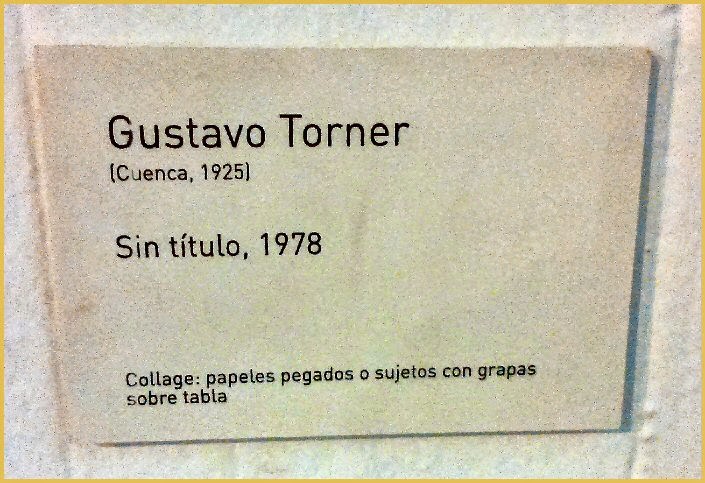 Gustavo Torner
(Cuenca, 1925)
Sin título, 1978
Collage: papeles pegados o sujetos con grapas
sobre tabla